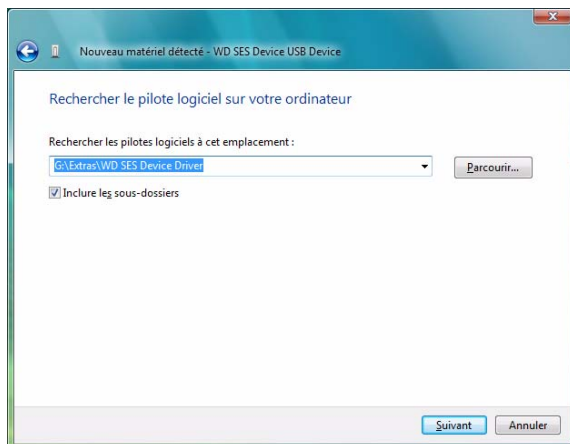 Nouveau matériel détecté - WD SES Device USB Device
Rechercher le pilote logiciel sur votre ordinateur
Rechercher les pilotes logiciels à cet emplacement :
G:\Extras\WD SES Device Driver
Parcourir...
Inclure les sous-dossiers
Suivant
Annuler